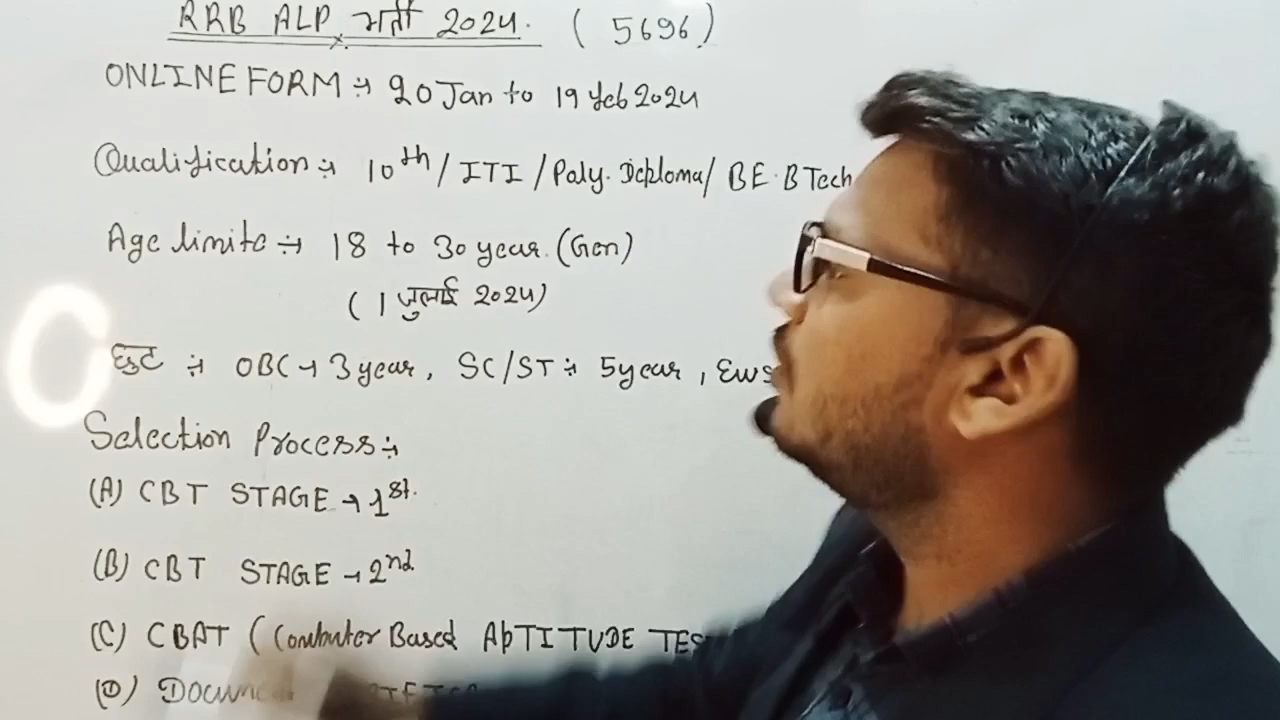 RRB ALP भर्ती 2024. (5696)
ONLINE FORM :- 20 Jan to 19 Feb 2024
Qualification :- 10th / ITI / Poly. Diploma / BE. BTech
Age limite :- 18 to 30 year. (Gen)
(1 जुलाई 2024)
छुट :- OBC → 3 year, SC/ST :- 5 year, EWS
Selection Process :-
(A) CBT STAGE → 1st.
(B) CBT STAGE → 2nd
(C) CBAT (Computer Based ApTITUDE TES
(D)